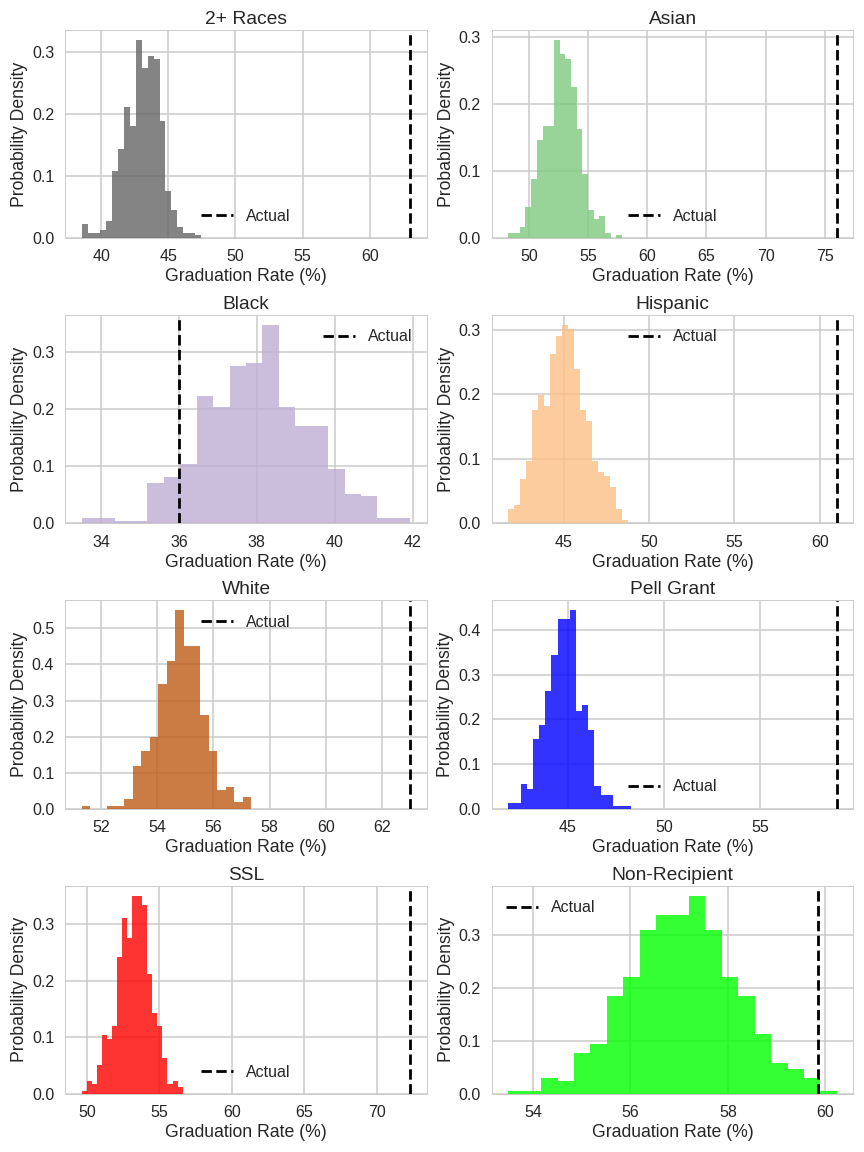 2+ Races
Probability Density
0.3
0.2
0.1
0.0
Actual
40 45 50 55 60
Graduation Rate (%)
Asian
Probability Density
0.3
0.2
0.1
0.0
Actual
50 55 60 65 70 75
Graduation Rate (%)
Black
Probability Density
0.3
0.2
0.1
0.0
Actual
34 36 38 40 42
Graduation Rate (%)
Hispanic
Probability Density
0.3
0.2
0.1
0.0
Actual
45 50 55 60
Graduation Rate (%)
White
Probability Density
0.5
0.4
0.3
0.2
0.1
0.0
Actual
52 54 56 58 60 62
Graduation Rate (%)
Pell Grant
Probability Density
0.4
0.3
0.2
0.1
0.0
Actual
45 50 55
Graduation Rate (%)
SSL
Probability Density
0.3
0.2
0.1
0.0
Actual
50 55 60 65 70
Graduation Rate (%)
Non-Recipient
Probability Density
0.3
0.2
0.1
0.0
Actual
54 56 58 60
Graduation Rate (%)